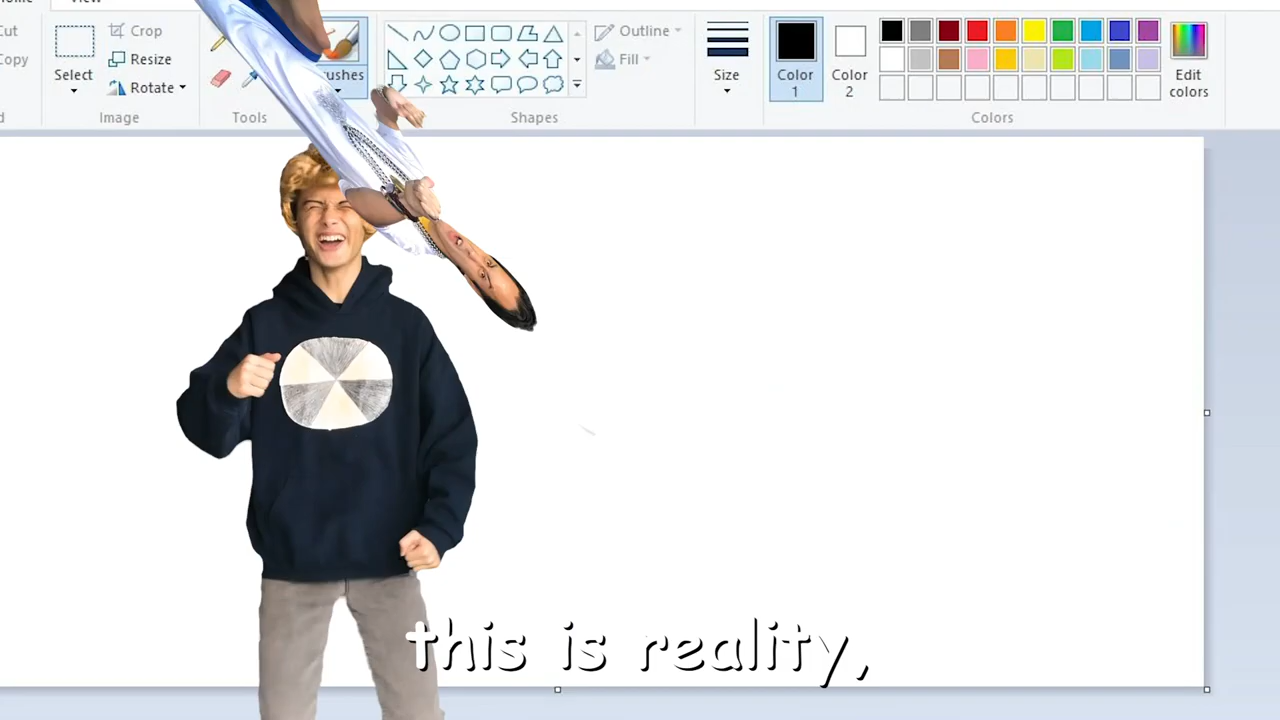 View
Cut
Copy
Select
Crop
Resize
Rotate
Image
Tools
Shapes
Outline
Fill
Size
Color
1
Color
2
Edit
colors
Colors
this is reality,